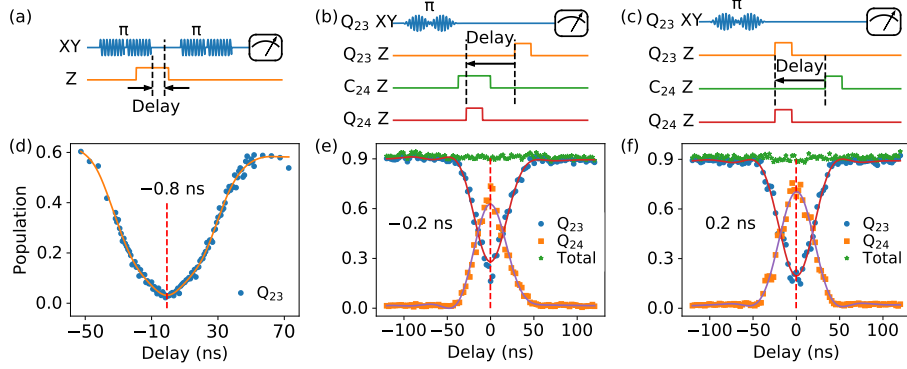 (a)
π π
XY
Z
Delay
(b)
π
Q23 XY
Delay
Q23 Z
C24 Z
Q24 Z
(c)
π
Q23 XY
Q23 Z
Delay
C24 Z
Q24 Z
(d)
Population
0.6
0.4
0.2
0.0
−0.8 ns
Q23
−50 −10 30 70
Delay (ns)
(e)
0.9
0.6
0.3
0.0
−0.2 ns
Q23
Q24
Total
−100 −50 0 50 100
Delay (ns)
(f)
0.9
0.6
0.3
0.0
0.2 ns
Q23
Q24
Total
−100 −50 0 50 100
Delay (ns)